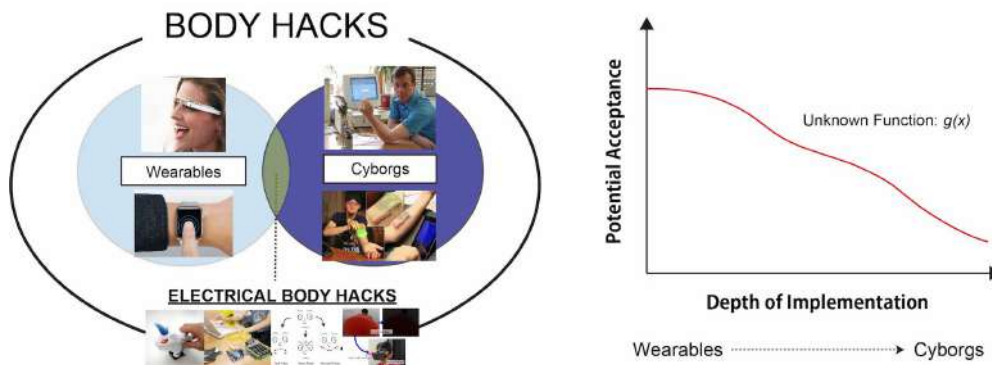 BODY HACKS
Wearables
Cyborgs
ELECTRICAL BODY HACKS
Potential Acceptance
Unknown Function: g(x)
Depth of Implementation
Wearables
Cyborgs